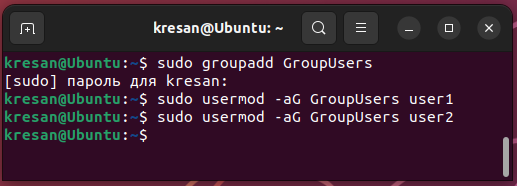 kresan@Ubuntu: ~
kresan@Ubuntu:~$ sudo groupadd GroupUsers
[sudo] пароль для kresan:
kresan@Ubuntu:~$ sudo usermod -aG GroupUsers user1
kresan@Ubuntu:~$ sudo usermod -aG GroupUsers user2
kresan@Ubuntu:~$